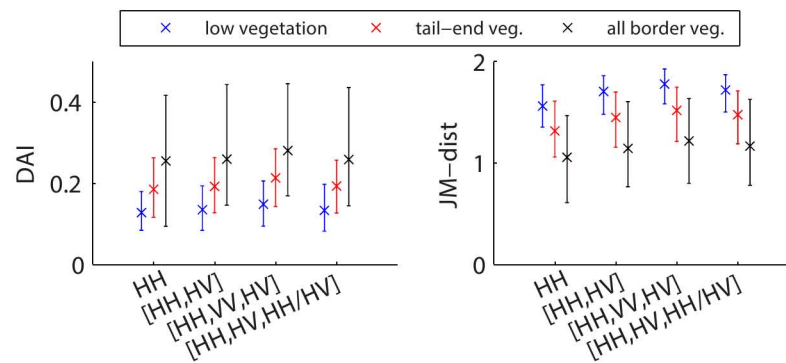 low vegetation tail-end veg. all border veg.
DAI
0.4
0.2
0
HH
[HH,HV]
[HH,VV,HV]
[HH,HV,HH/HV]
JM-dist
2
1
0
HH
[HH,HV]
[HH,VV,HV]
[HH,HV,HH/HV]